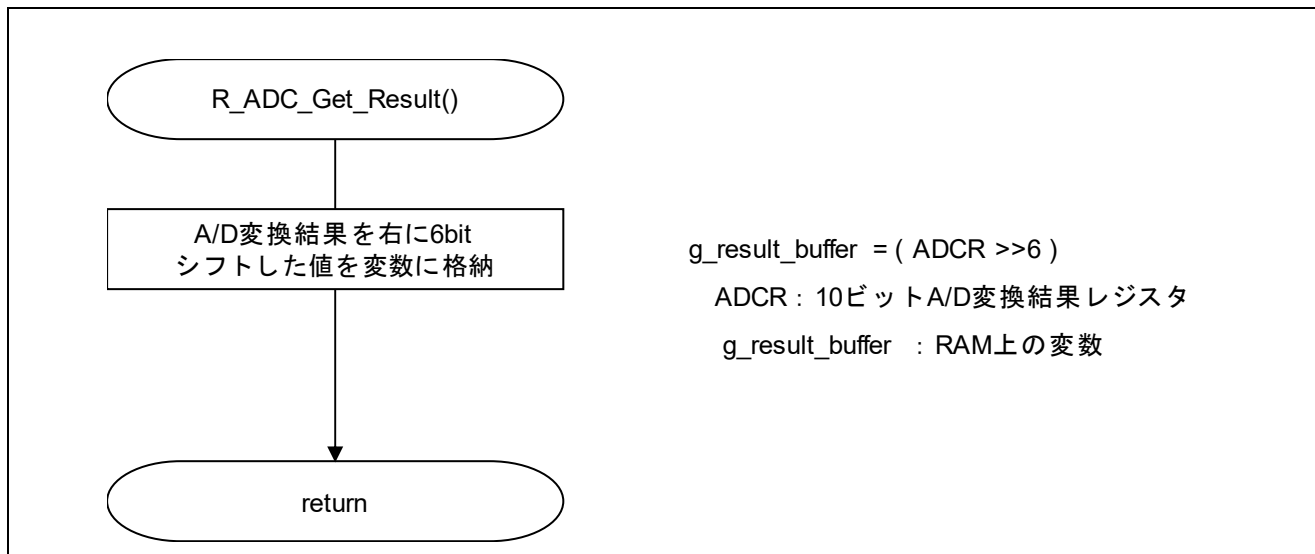 R_ADC_Get_Result()
A/D変換結果を右に6bit
シフトした値を変数に格納
g_result_buffer = ( ADCR >>6 )
ADCR : 10ビットA/D変換結果レジスタ
g_result_buffer : RAM上の変数
return